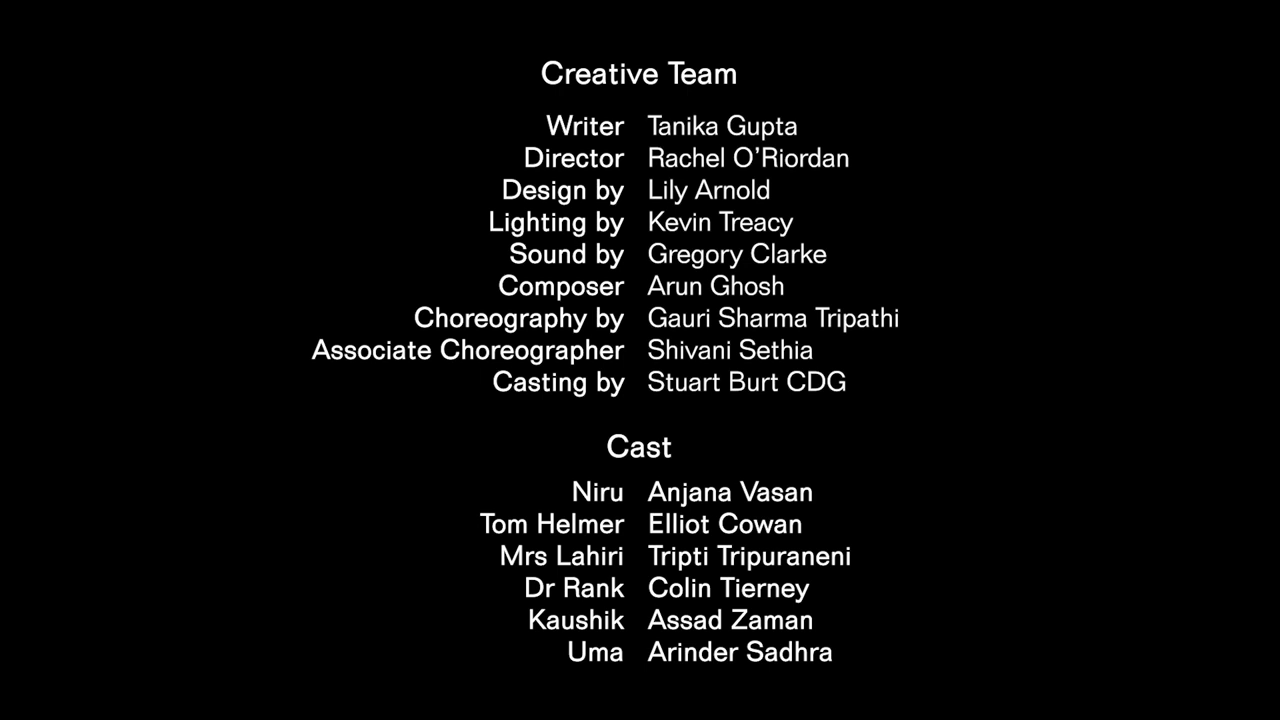 Creative Team
Writer Tanika Gupta
Director Rachel O’Riordan
Design by Lily Arnold
Lighting by Kevin Treacy
Sound by Gregory Clarke
Composer Arun Ghosh
Choreography by Gauri Sharma Tripathi
Associate Choreographer Shivani Sethia
Casting by Stuart Burt CDG
Cast
Niru Anjana Vasan
Tom Helmer Elliot Cowan
Mrs Lahiri Tripti Tripuraneni
Dr Rank Colin Tierney
Kaushik Assad Zaman
Uma Arinder Sadhra